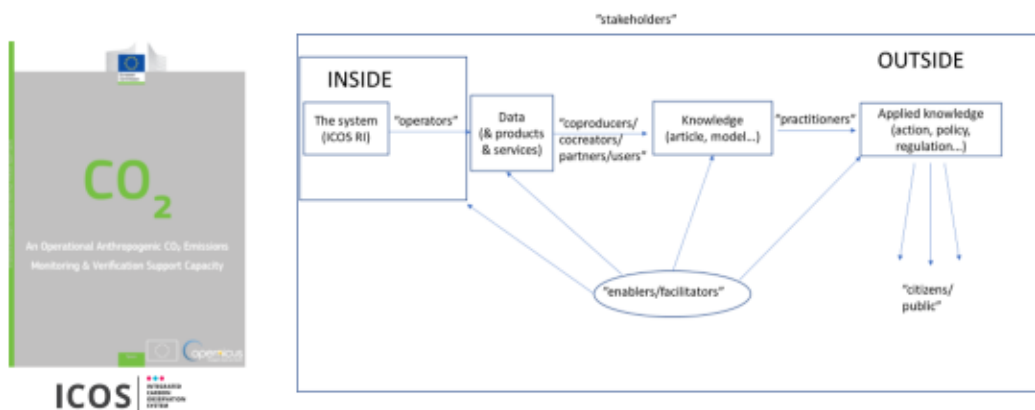 CO₂
An Operational Anthropogenic CO₂ Emissions
Monitoring & Verification Support Capacity
opernicus
ICOS
INTEGRATED
CARBON
OBSERVATION
SYSTEM
"stakeholders"
INSIDE
OUTSIDE
The system
(ICOS RI)
"operators"
Data
(& products
& services)
"coproducers/
cocreators/
partners/users"
Knowledge
(article, model...)
"practitioners"
Applied knowledge
(action, policy,
regulation...)
"enablers/facilitators"
"citizens/
public"